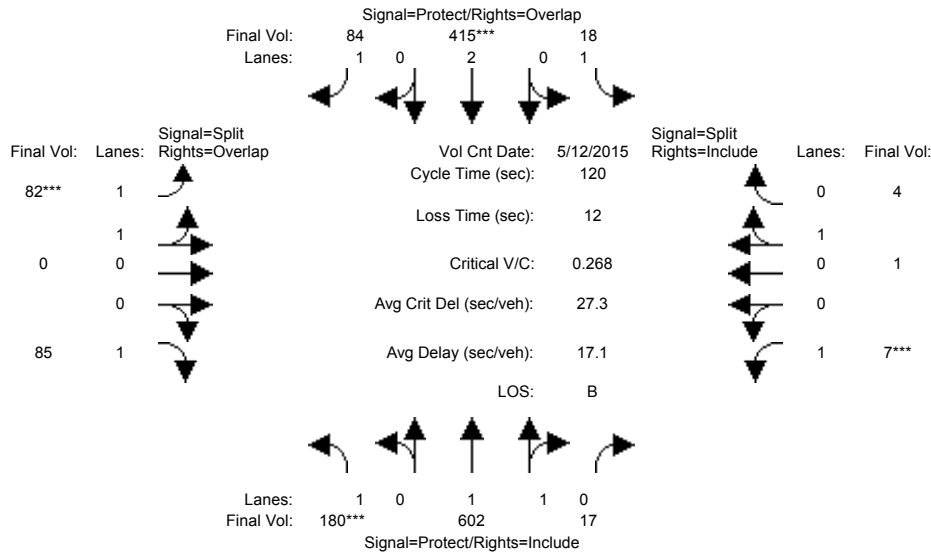 Signal=Protect/Rights=Overlap
Final Vol: 84 415*** 18
Lanes: 1 0 2 0 1
Signal=Split
Final Vol: Lanes: Rights=Overlap
Vol Cnt Date: 5/12/2015
Signal=Split
Rights=Include Lanes: Final Vol:
Cycle Time (sec): 120
82*** 1
0 4
Loss Time (sec): 12
1
1
0 0
Critical V/C: 0.268
0 1
0
Avg Crit Del (sec/veh): 27.3
0
85 1
Avg Delay (sec/veh): 17.1
1 7***
LOS: B
Lanes: 1 0 1 1 0
Final Vol: 180*** 602 17
Signal=Protect/Rights=Include